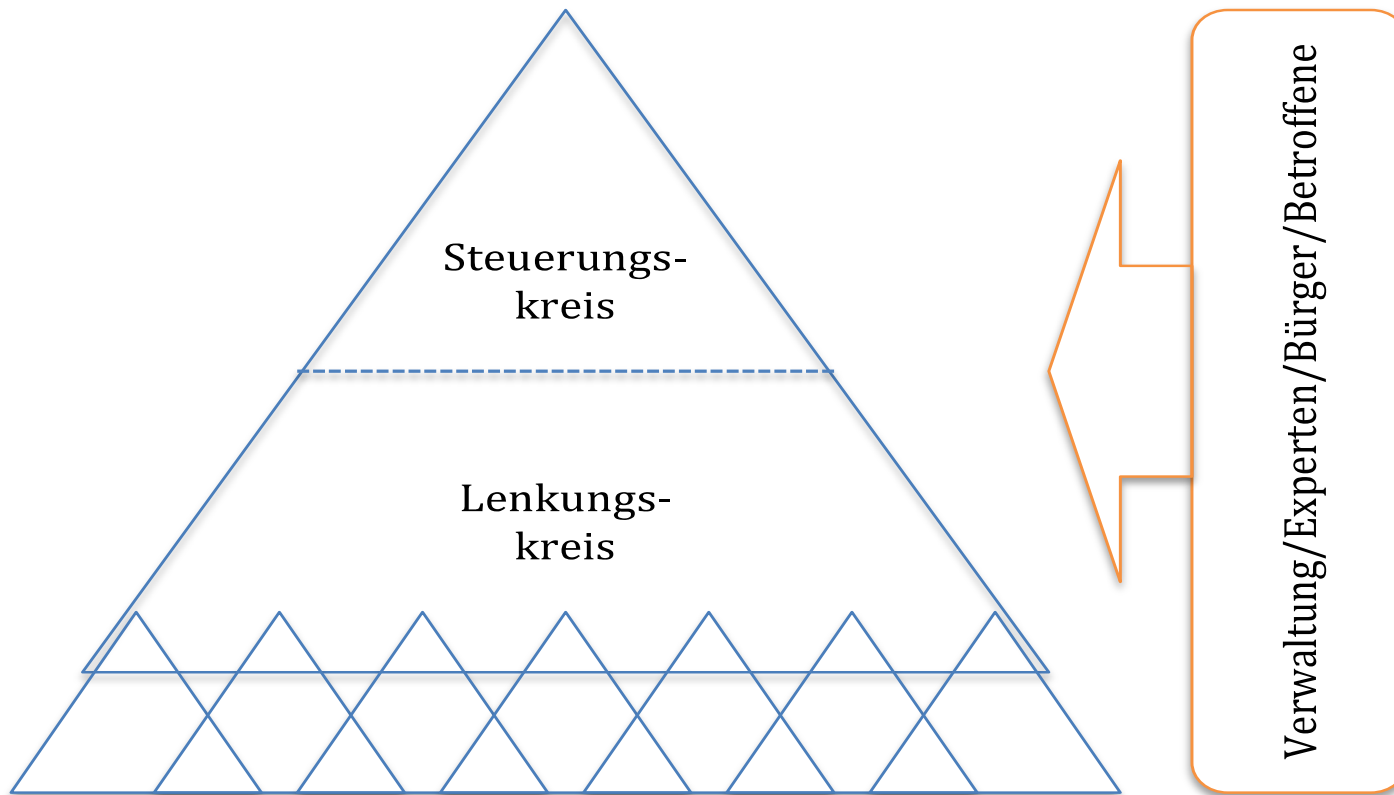 Steuerungs-
kreis
Lenkungs-
kreis
Verwaltung/Experten/Bürger/Betroffene